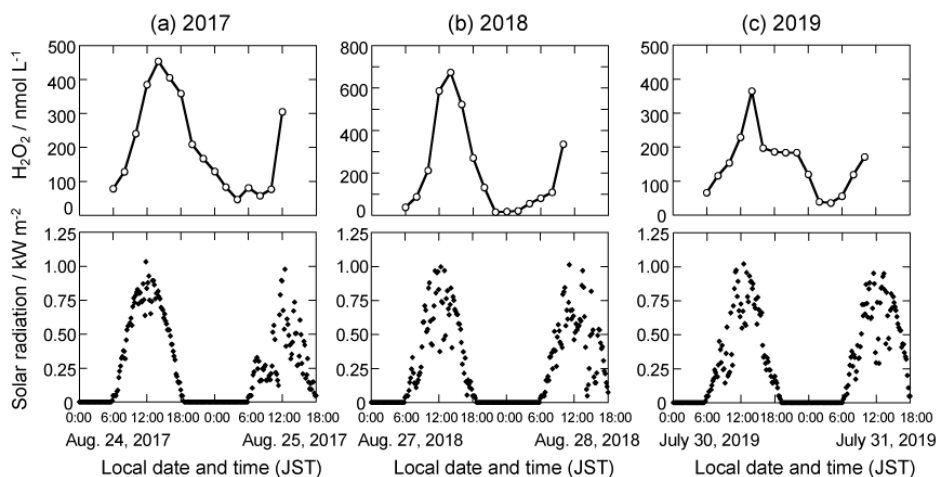 (a) 2017
(b) 2018
(c) 2019
H₂O₂ / nmol L⁻¹
500
400
300
200
100
0
800
600
400
200
0
500
400
300
200
100
0
Solar radiation / kW m⁻²
1.25
1.00
0.75
0.50
0.25
0
1.25
1.00
0.75
0.50
0.25
0
1.25
1.00
0.75
0.50
0.25
0
0:00 6:00 12:00 18:00 0:00 6:00 12:00 18:00
0:00 6:00 12:00 18:00 0:00 6:00 12:00 18:00
0:00 6:00 12:00 18:00 0:00 6:00 12:00 18:00
Aug. 24, 2017 Aug. 25, 2017
Aug. 27, 2018 Aug. 28, 2018
July 30, 2019 July 31, 2019
Local date and time (JST)
Local date and time (JST)
Local date and time (JST)